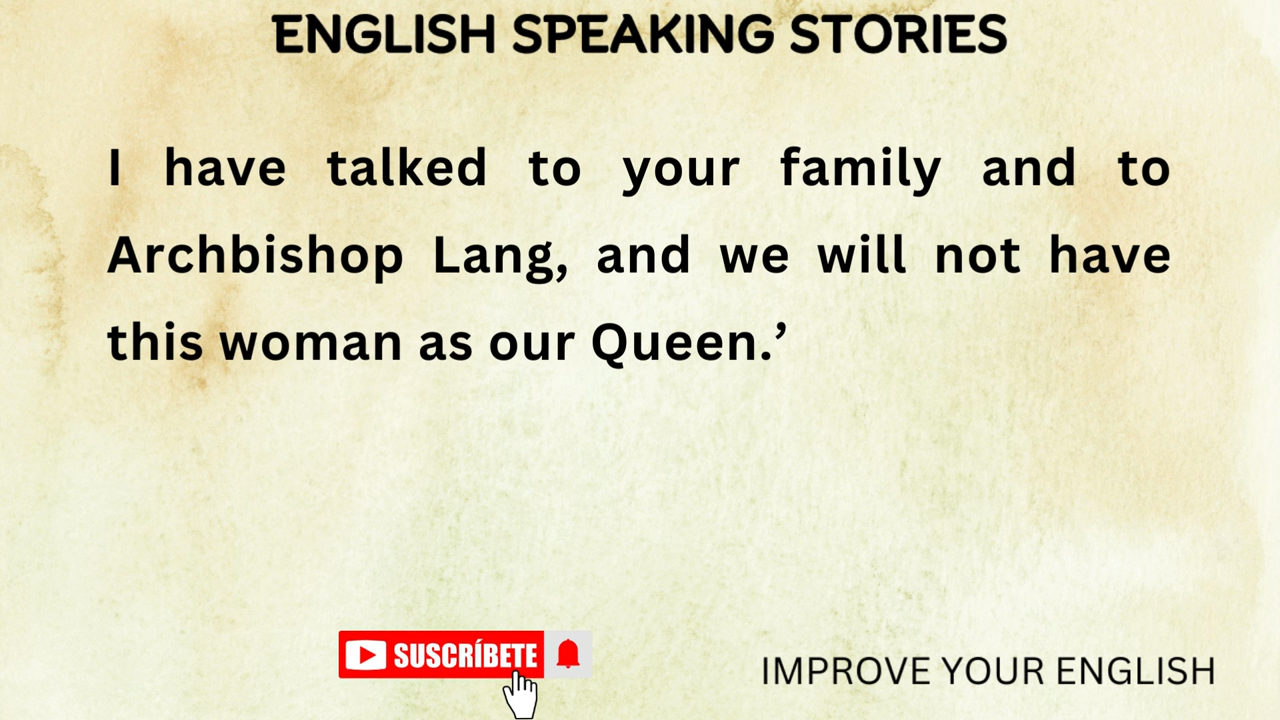 ENGLISH SPEAKING STORIES
I have talked to your family and to
Archbishop Lang, and we will not have
this woman as our Queen.’
SUSCRÍBETE
IMPROVE YOUR ENGLISH